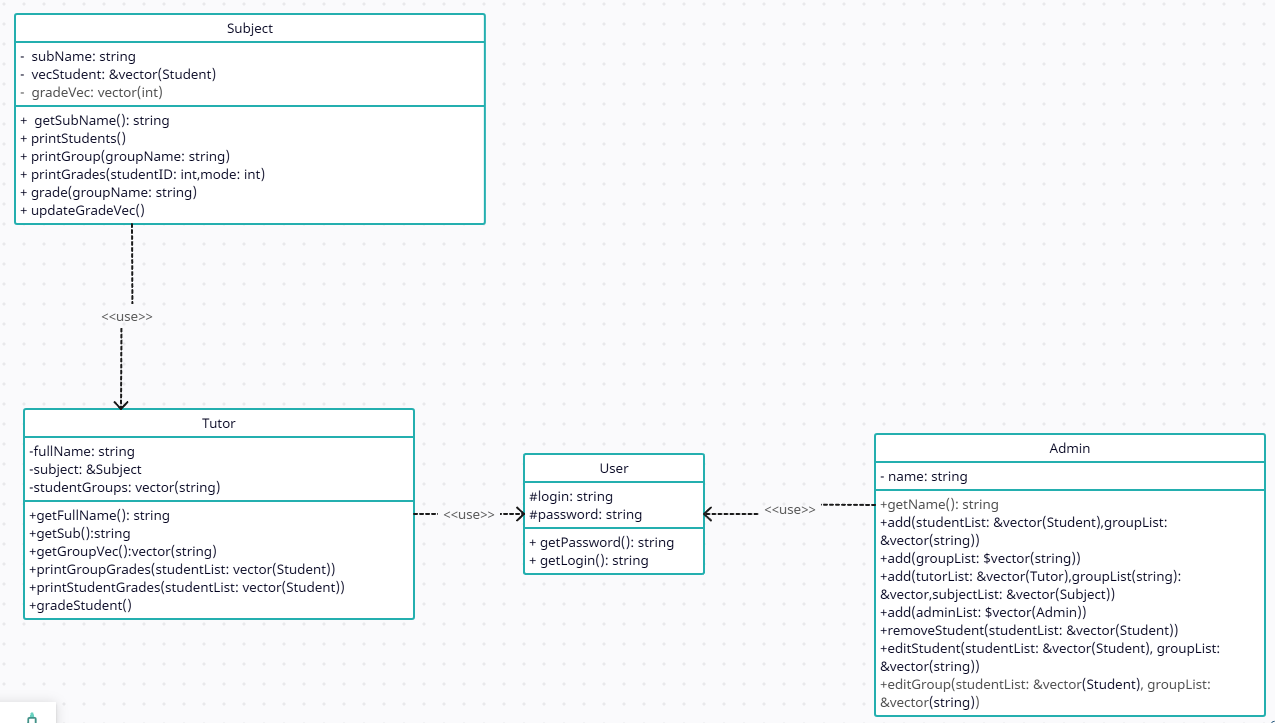 Subject
- subName: string
- vecStudent: &vector(Student)
- gradeVec: vector(int)
+ getSubName(): string
+ printStudents()
+ printGroup(groupName: string)
+ printGrades(studentID: int,mode: int)
+ grade(groupName: string)
+ updateGradeVec()
<<use>>
Tutor
-fullName: string
-subject: &Subject
-studentGroups: vector(string)
+getFullName(): string
+getSub():string
+getGroupVec():vector(string)
+printGroupGrades(studentList: vector(Student))
+printStudentGrades(studentList: vector(Student))
+gradeStudent()
<<use>>
User
#login: string
#password: string
+ getPassword(): string
+ getLogin(): string
<<use>>
Admin
- name: string
+getName(): string
+add(studentList: &vector(Student),groupList:
&vector(string))
+add(groupList: $vector(string))
+add(tutorList: &vector(Tutor),groupList(string):
&vector,subjectList: &vector(Subject))
+add(adminList: $vector(Admin))
+removeStudent(studentList: &vector(Student))
+editStudent(studentList: &vector(Student), groupList:
&vector(string))
+editGroup(studentList: &vector(Student), groupList:
&vector(string))